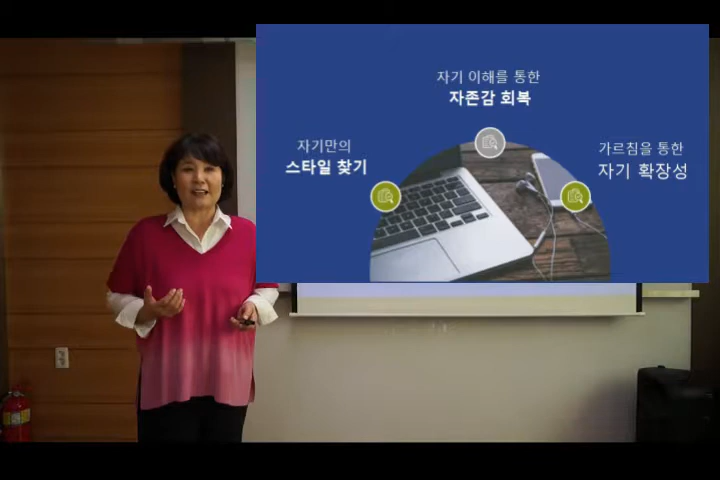 자기 이해를 통한
자존감 회복
자기만의
스타일 찾기
가르침을 통한
자기 확장성